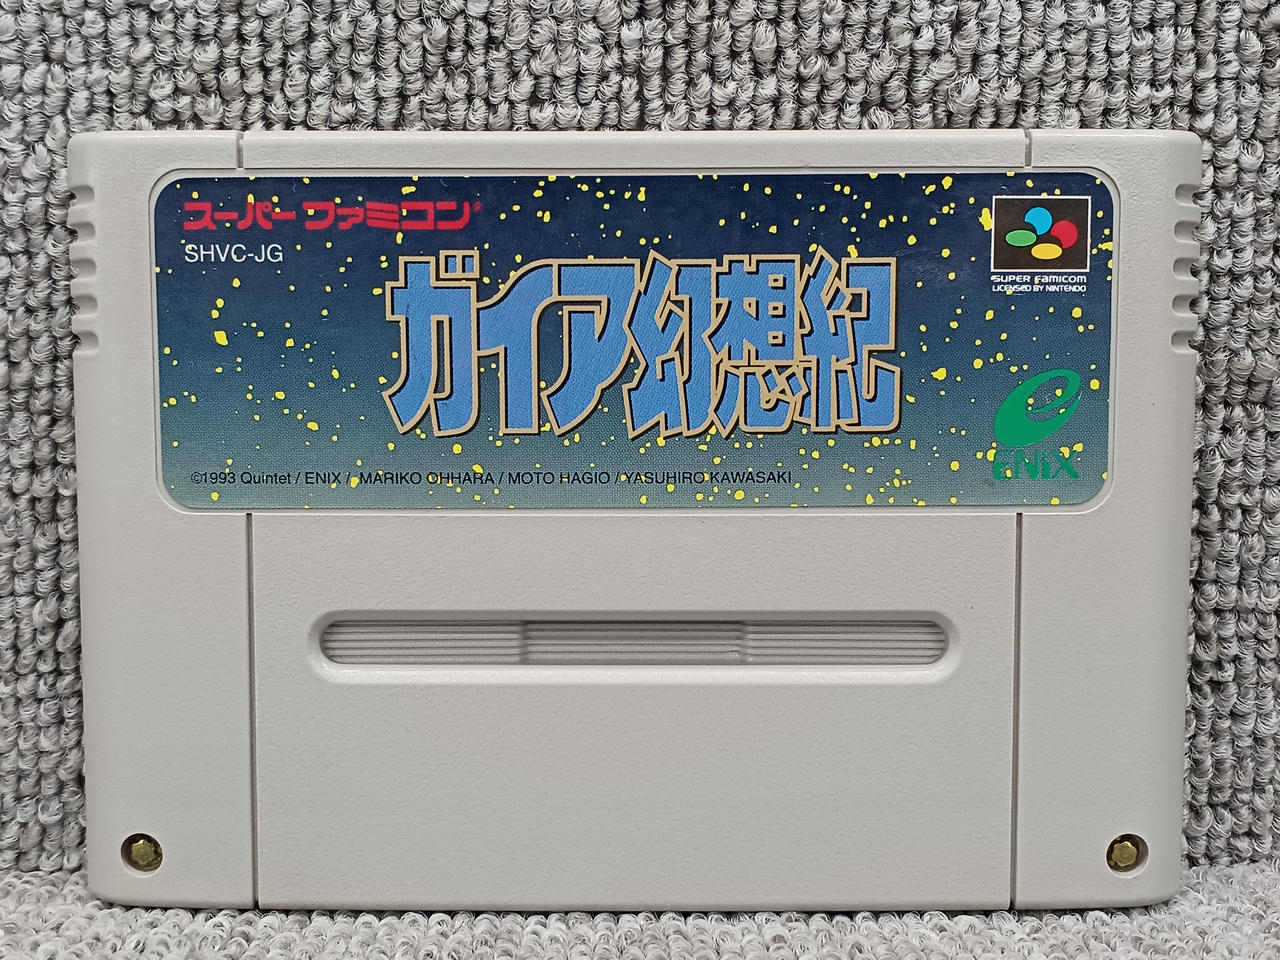 スーパーファミコン®
SHVC-JG
ガイア幻想紀
SUPER FAMICOM
LICENSED BY NINTENDO
e
ENIX
©1993 Quintet / ENIX / MARIKO OHHARA / MOTO HAGIO / YASUHIRO KAWASAKI